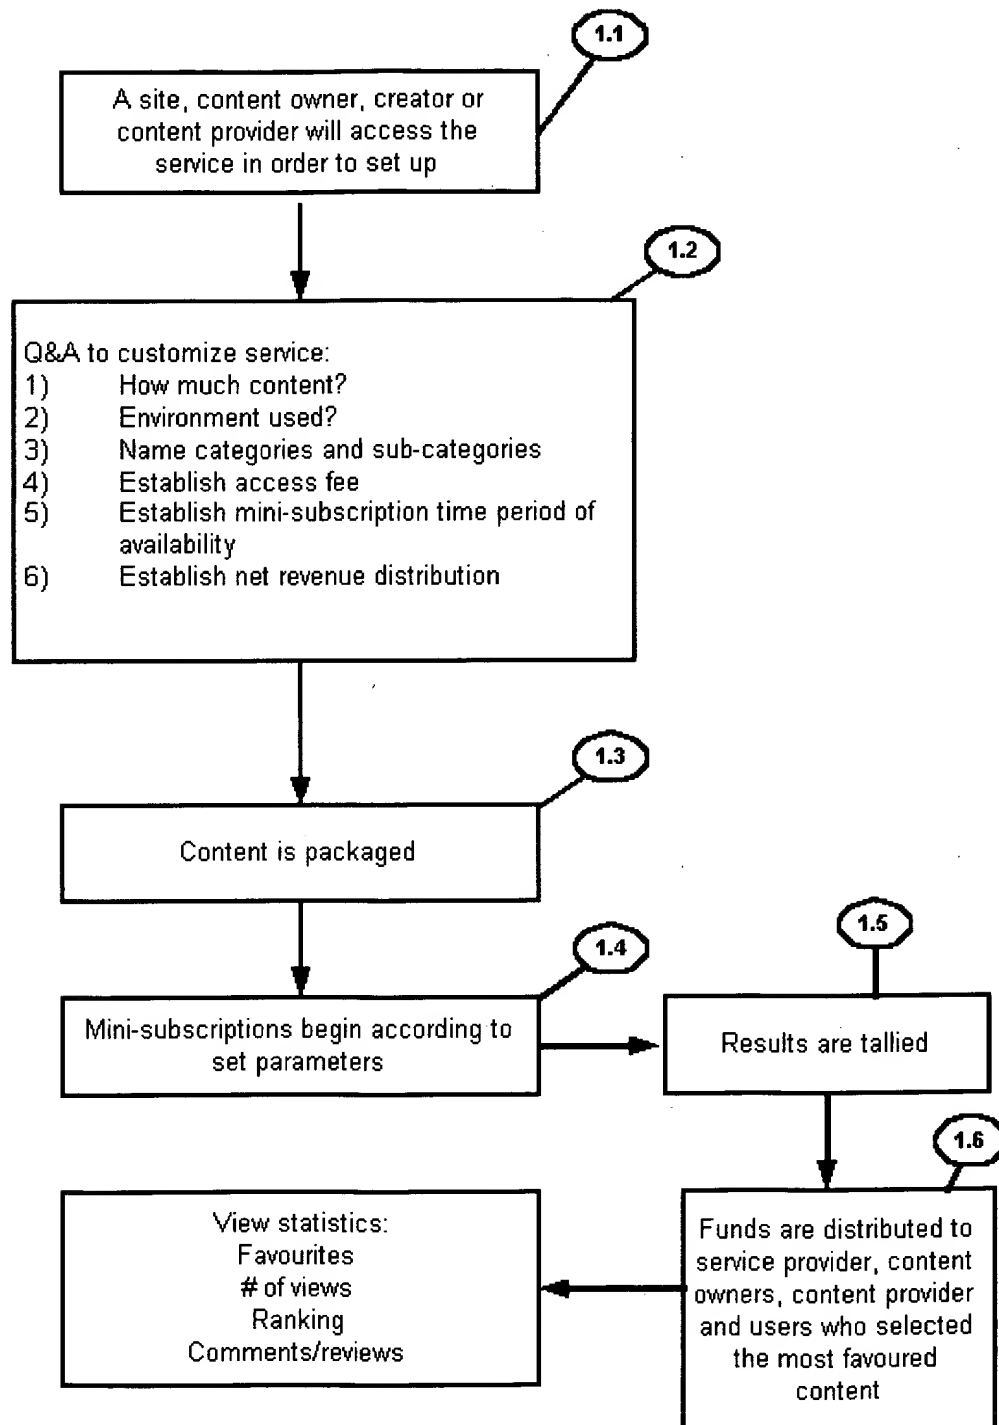 1.1
A site, content owner, creator or
content provider will access the
service in order to set up
1.2
Q&A to customize service:
1) How much content?
2) Environment used?
3) Name categories and sub-categories
4) Establish access fee
5) Establish mini-subscription time period of
availability
6) Establish net revenue distribution
1.3
Content is packaged
1.4
Mini-subscriptions begin according to
set parameters
1.5
Results are tallied
1.6
Funds are distributed to
service provider, content
owners, content provider
and users who selected
the most favoured
content
View statistics:
Favourites
# of views
Ranking
Comments/reviews